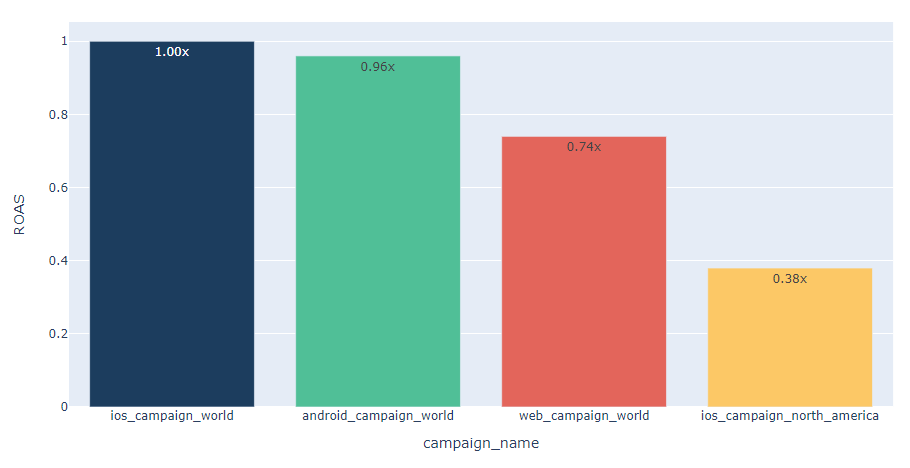 ROAS
1
0.8
0.6
0.4
0.2
0
1.00x
0.96x
0.74x
0.38x
ios_campaign_world
android_campaign_world
web_campaign_world
ios_campaign_north_america
campaign_name